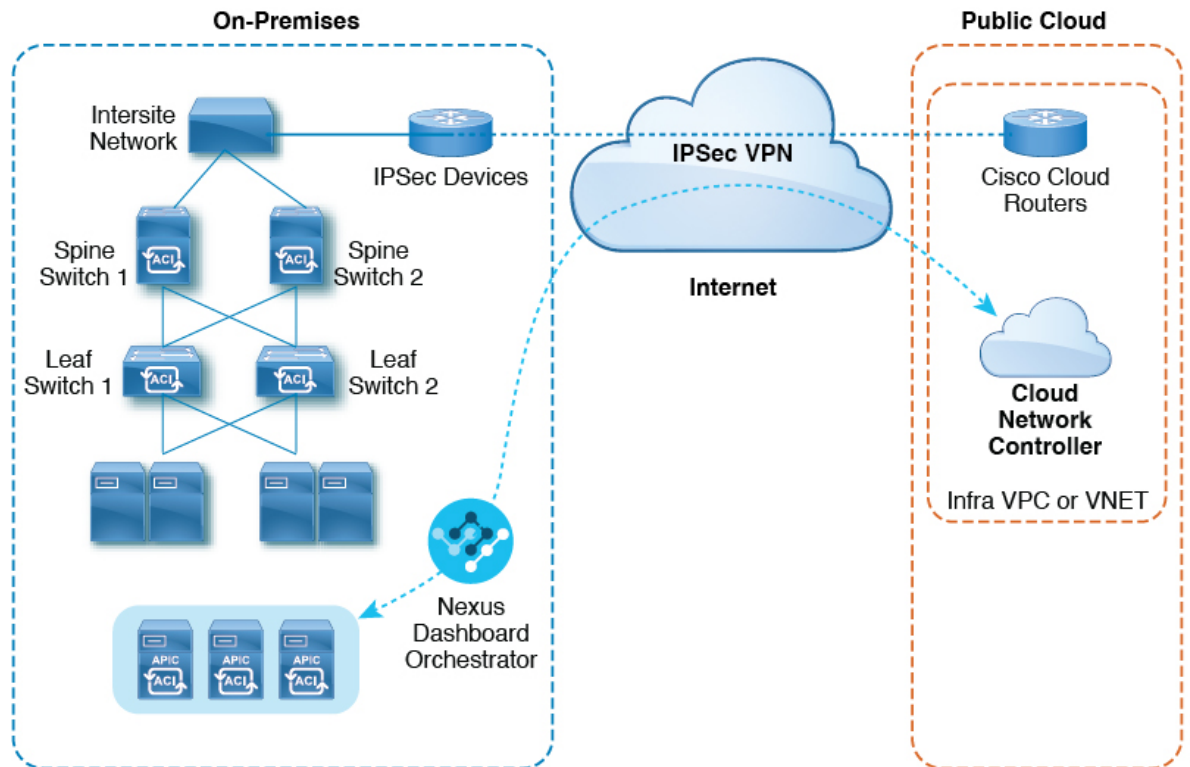 On-Premises
Public Cloud
Intersite
Network
IPSec Devices
IPSec VPN
Cisco Cloud
Routers
Spine
Switch 1
ACI
ACI
Spine
Switch 2
Internet
Leaf
Switch 1
ACI
ACI
Leaf
Switch 2
Cloud
Network
Controller
Infra VPC or VNET
Nexus
Dashboard
Orchestrator
APIC
ACI
APIC
ACI
APIC
ACI